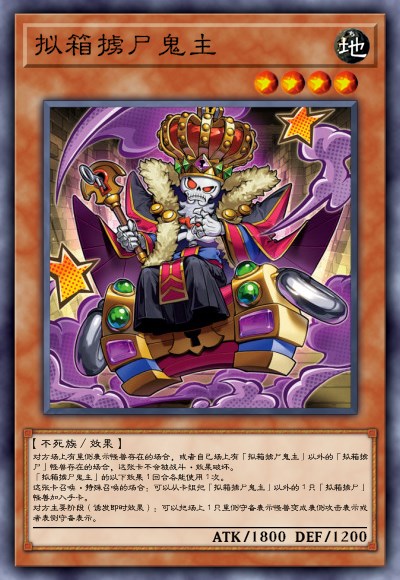 拟箱掳尸鬼主
地
【不死族/效果】
对方场上有里侧表示怪兽存在的场合，或者自己场上有「拟箱掳尸鬼主」以外的「拟箱掳
尸」怪兽存在的场合，这张卡不会被战斗·效果破坏。
「拟箱掳尸鬼主」的以下效果1回合各能使用1次。
这张卡召唤·特殊召唤的场合：可以从卡组把「拟箱掳尸鬼主」以外的1只「拟箱掳尸」
怪兽加入手卡。
对方主要阶段（诱发即时效果）：可以把场上1只里侧守备表示怪兽变成表侧攻击表示或
者表侧守备表示。
ATK/1800 DEF/1200